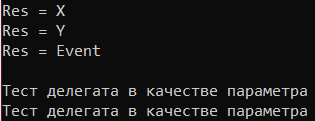 Res = X
Res = Y
Res = Event
Тест делегата в качестве параметра
Тест делегата в качестве параметра